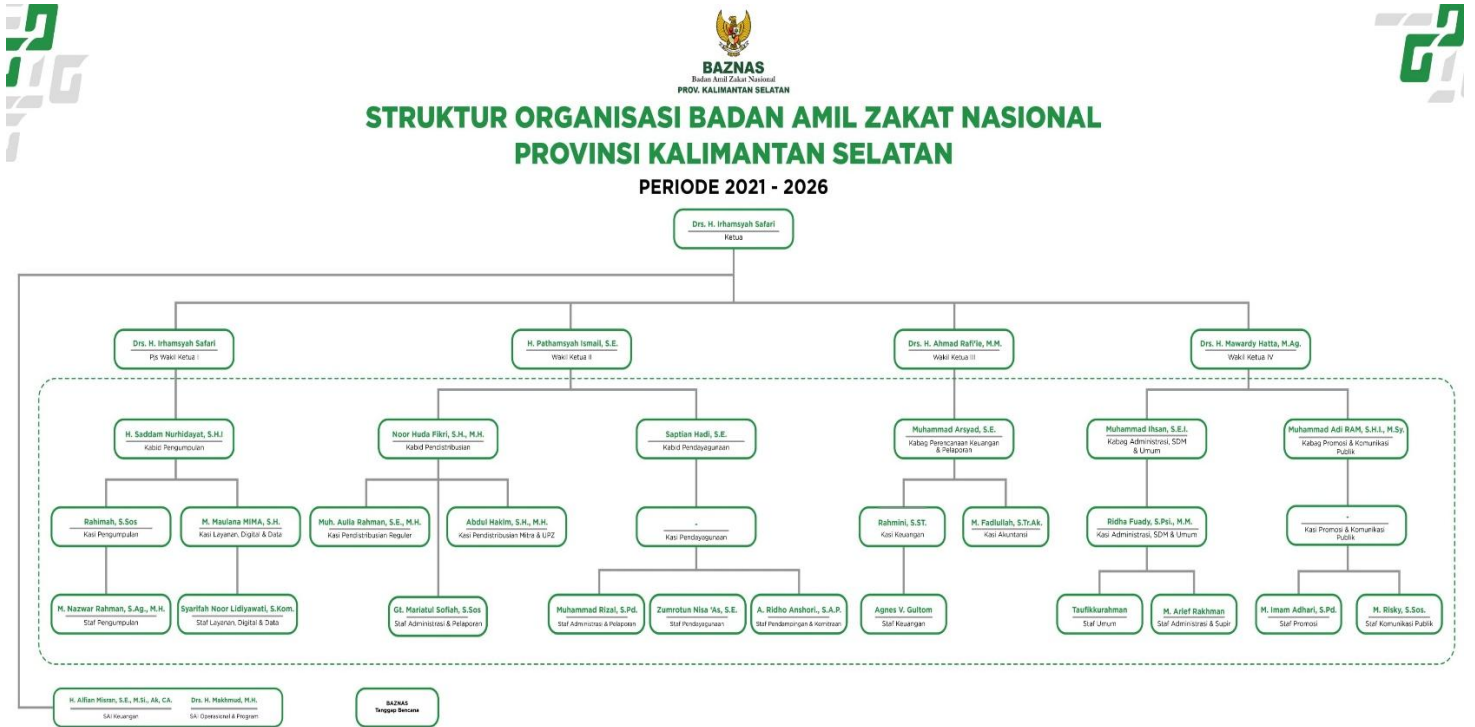 BAZNAS
Badan Amil Zakat Nasional
PROV. KALIMANTAN SELATAN
STRUKTUR ORGANISASI BADAN AMIL ZAKAT NASIONAL
PROVINSI KALIMANTAN SELATAN
PERIODE 2021 - 2026
Drs. H. Irhamsyah Safari
Ketua
Drs. H. Irhamsyah Safari
Pjs Wakil Ketua I
H. Pathamsyah Ismail, S.E.
Wakil Ketua II
Drs. H. Ahmad Rafi'ie, M.M.
Wakil Ketua III
Drs. H. Mawardy Hatta, M.Ag.
Wakil Ketua IV
H. Saddam Nurhidayat, S.H.I
Kabid Pengumpulan
Noor Huda Fikri, S.H., M.H.
Kabid Pendistribusian
Saptian Hadi, S.E.
Kabid Pendayagunaan
Muhammad Arsyad, S.E.
Kabag Perencanaan Keuangan
& Pelaporan
Muhammad Ihsan, S.E.I.
Kabag Administrasi, SDM
& Umum
Muhammad Adi RAM, S.H.I., M.Sy.
Kabag Promosi & Komunikasi
Publik
Rahimah, S.Sos
Kasi Pengumpulan
M. Maulana MIMA, S.H.
Kasi Layanan, Digital & Data
Muh. Aulia Rahman, S.E., M.H.
Kasi Pendistribusian Reguler
Abdul Hakim, S.H., M.H.
Kasi Pendistribusian Mitra & UPZ
-
Kasi Pendayagunaan
Rahmini, S.ST.
Kasi Keuangan
M. Fadlullah, S.Tr.Ak.
Kasi Akuntansi
Ridha Fuady, S.Psi., M.M.
Kasi Administrasi, SDM & Umum
-
Kasi Promosi & Komunikasi
Publik
M. Nazwar Rahman, S.Ag., M.H.
Staf Pengumpulan
Syarifah Noor Lidiyawati, S.Kom.
Staf Layanan, Digital & Data
Gt. Mariatul Sofiah, S.Sos
Staf Administrasi & Pelaporan
Muhammad Rizal, S.Pd.
Staf Administrasi & Pelaporan
Zumrotun Nisa 'As, S.E.
Staf Pendayagunaan
A. Ridho Anshori., S.A.P.
Staf Pendampingan & Kemitraan
Agnes V. Gultom
Staf Keuangan
Taufikkurahman
Staf Umum
M. Arief Rakhman
Staf Administrasi & Supir
M. Imam Adhari, S.Pd.
Staf Promosi
M. Risky, S.Sos.
Staf Komunikasi Publik
H. Alfian Misran, S.E., M.Si., Ak, CA.
SAI Keuangan
Drs. H. Makhmud, M.H.
SAI Operasional & Program
BAZNAS
Tanggap Bencana